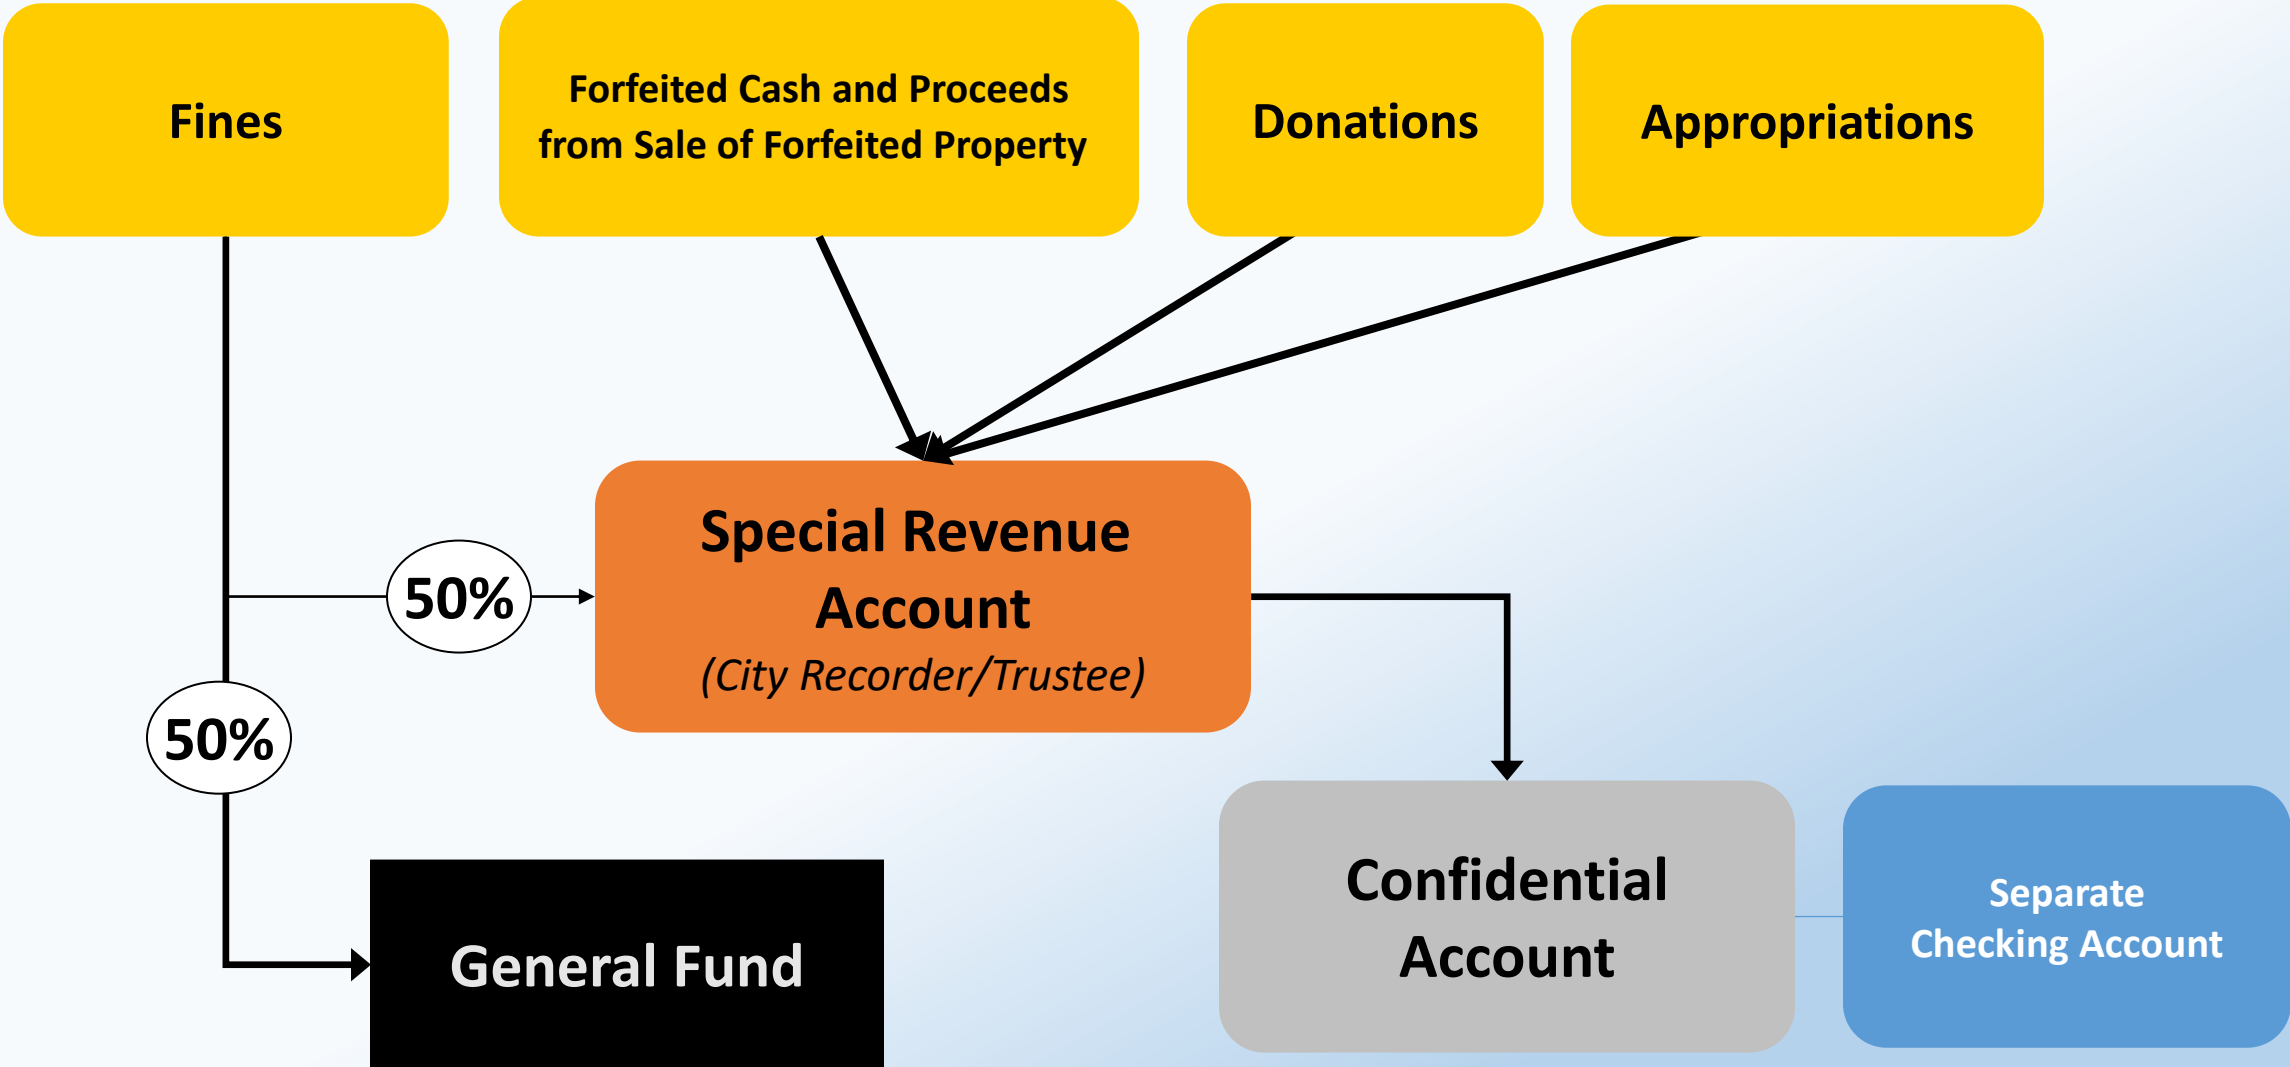 Fines
Forfeited Cash and Proceeds
from Sale of Forfeited Property
Donations
Appropriations
Special Revenue
Account
(City Recorder/Trustee)
50%
50%
General Fund
Confidential
Account
Separate
Checking Account